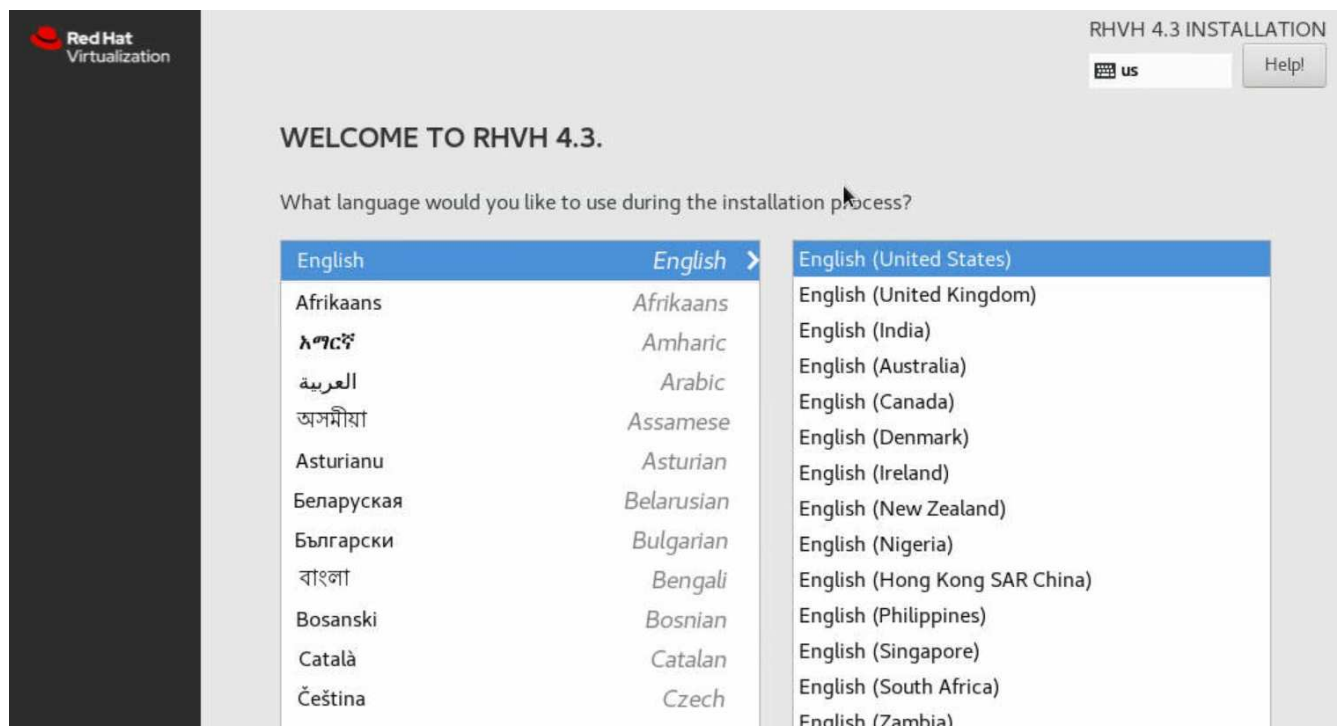 Red Hat
Virtualization
RHVH 4.3 INSTALLATION
us
Help!
WELCOME TO RHVH 4.3.
What language would you like to use during the installation process?
English English
Afrikaans Afrikaans
አማርኛ Amharic
العربية Arabic
অসমীয়া Assamese
Asturianu Asturian
Беларуская Belarusian
Български Bulgarian
বাংলা Bengali
Bosanski Bosnian
Català Catalan
Čeština Czech
English (United States)
English (United Kingdom)
English (India)
English (Australia)
English (Canada)
English (Denmark)
English (Ireland)
English (New Zealand)
English (Nigeria)
English (Hong Kong SAR China)
English (Philippines)
English (Singapore)
English (South Africa)
English (Zambia)